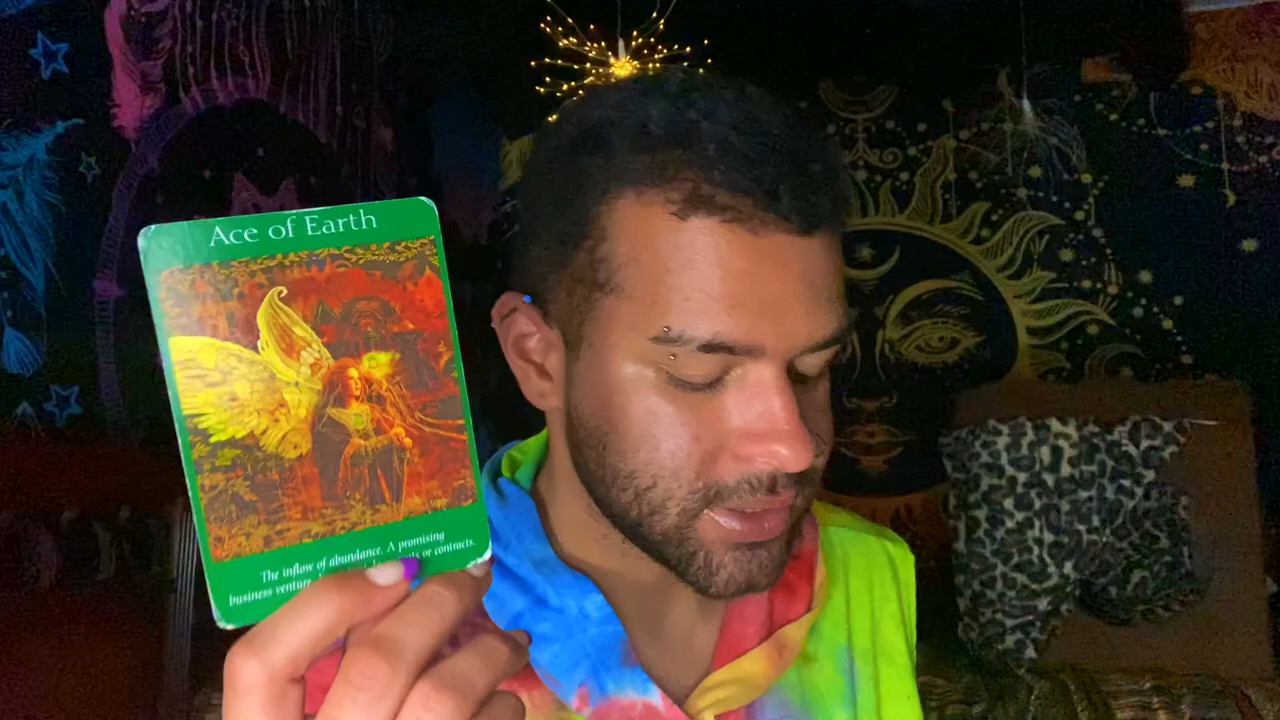 Ace of Earth
The inflow of abundance. A promising
business venture, or contracts.